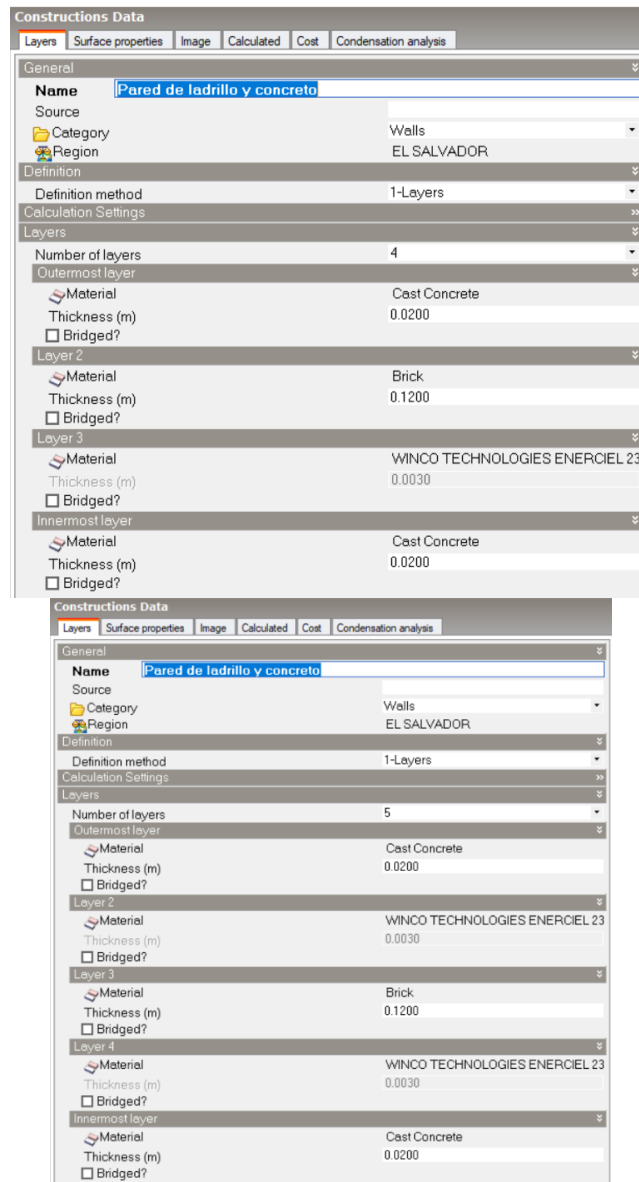 Constructions Data
Layers Surface properties Image Calculated Cost Condensation analysis
General
Name Pared de ladrillo y concreto
Source
Category Walls
Region EL SALVADOR
Definition
Definition method 1-Layers
Calculation Settings
Layers
Number of layers 4
Outermost layer
Material Cast Concrete
Thickness (m) 0.0200
Bridged?
Layer 2
Material Brick
Thickness (m) 0.1200
Bridged?
Layer 3
Material WINCO TECHNOLOGIES ENERCIEL 23
Thickness (m) 0.0030
Bridged?
Innermost layer
Material Cast Concrete
Thickness (m) 0.0200
Bridged?
Constructions Data
Layers Surface properties Image Calculated Cost Condensation analysis
General
Name Pared de ladrillo y concreto
Source
Category Walls
Region EL SALVADOR
Definition
Definition method 1-Layers
Calculation Settings
Layers
Number of layers 5
Outermost layer
Material Cast Concrete
Thickness (m) 0.0200
Bridged?
Layer 2
Material WINCO TECHNOLOGIES ENERCIEL 23
Thickness (m) 0.0030
Bridged?
Layer 3
Material Brick
Thickness (m) 0.1200
Bridged?
Layer 4
Material WINCO TECHNOLOGIES ENERCIEL 23
Thickness (m) 0.0030
Bridged?
Innermost layer
Material Cast Concrete
Thickness (m) 0.0200
Bridged?